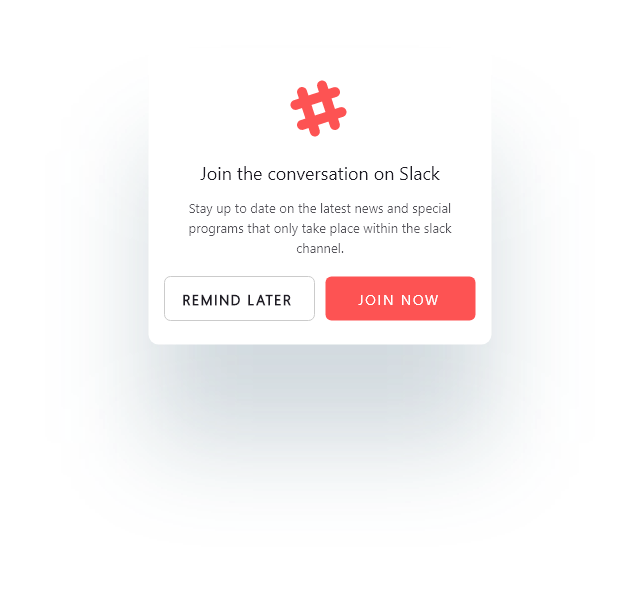 Join the conversation on Slack
Stay up to date on the latest news and special
programs that only take place within the slack
channel.
REMIND LATER
JOIN NOW